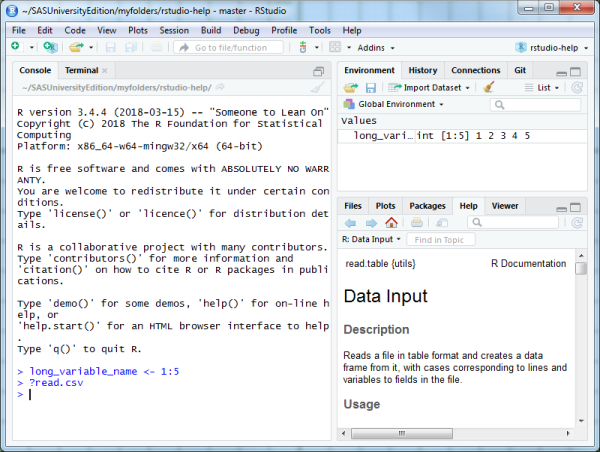 ~/SASUniversityEdition/myfolders/rstudio-help - master - RStudio
File Edit Code View Plots Session Build Debug Profile Tools Help
Go to file/function
Addins
rstudio-help
Console Terminal
~/SASUniversityEdition/myfolders/rstudio-help/
R version 3.4.4 (2018-03-15) -- "Someone to Lean On"
Copyright (C) 2018 The R Foundation for Statistical
Computing
Platform: x86_64-w64-mingw32/x64 (64-bit)
R is free software and comes with ABSOLUTELY NO WARR
ANTY.
You are welcome to redistribute it under certain con
ditions.
Type 'license()' or 'licence()' for distribution det
ails.
R is a collaborative project with many contributors.
Type 'contributors()' for more information and
'citation()' on how to cite R or R packages in publi
cations.
Type 'demo()' for some demos, 'help()' for on-line h
elp, or
'help.start()' for an HTML browser interface to help
.
Type 'q()' to quit R.
> long_variable_name <- 1:5
> ?read.csv
>
Environment History Connections Git
Import Dataset
List
Global Environment
Values
long_vari… int [1:5] 1 2 3 4 5
Files Plots Packages Help Viewer
R: Data Input
Find in Topic
read.table {utils} R Documentation
Data Input
Description
Reads a file in table format and creates a data
frame from it, with cases corresponding to lines and
variables to fields in the file.
Usage